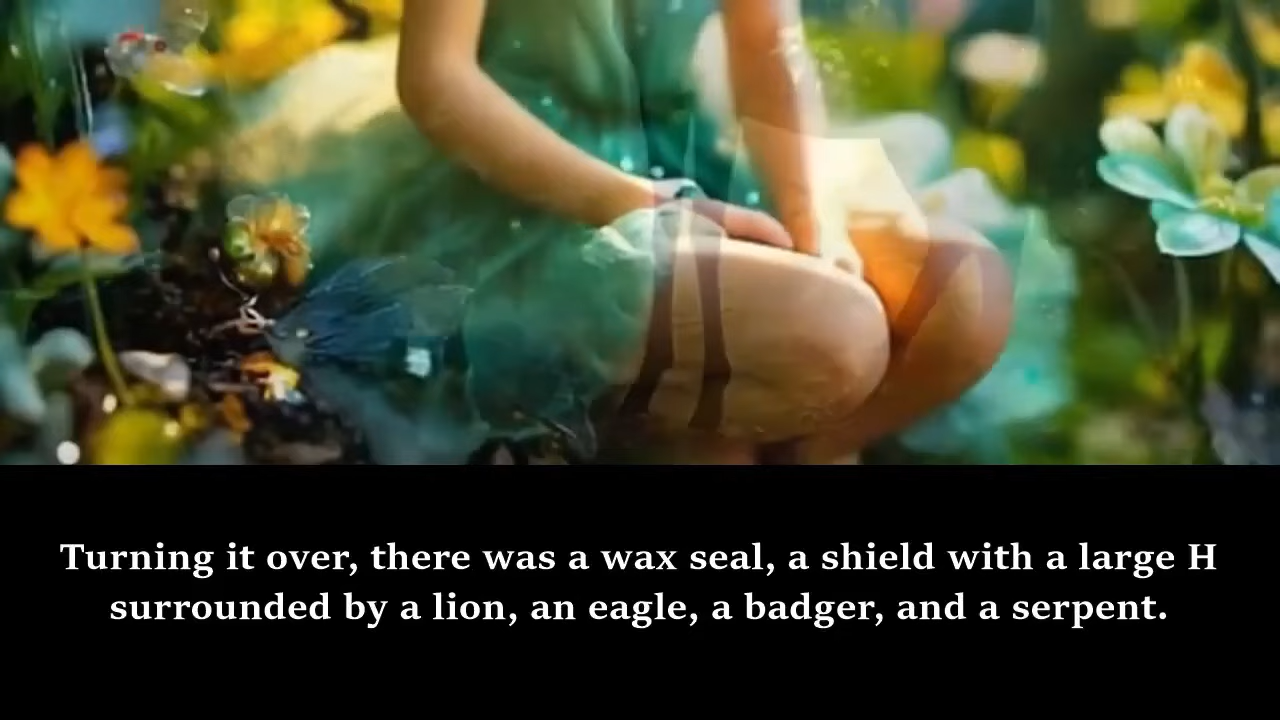 Turning it over, there was a wax seal, a shield with a large H
surrounded by a lion, an eagle, a badger, and a serpent.